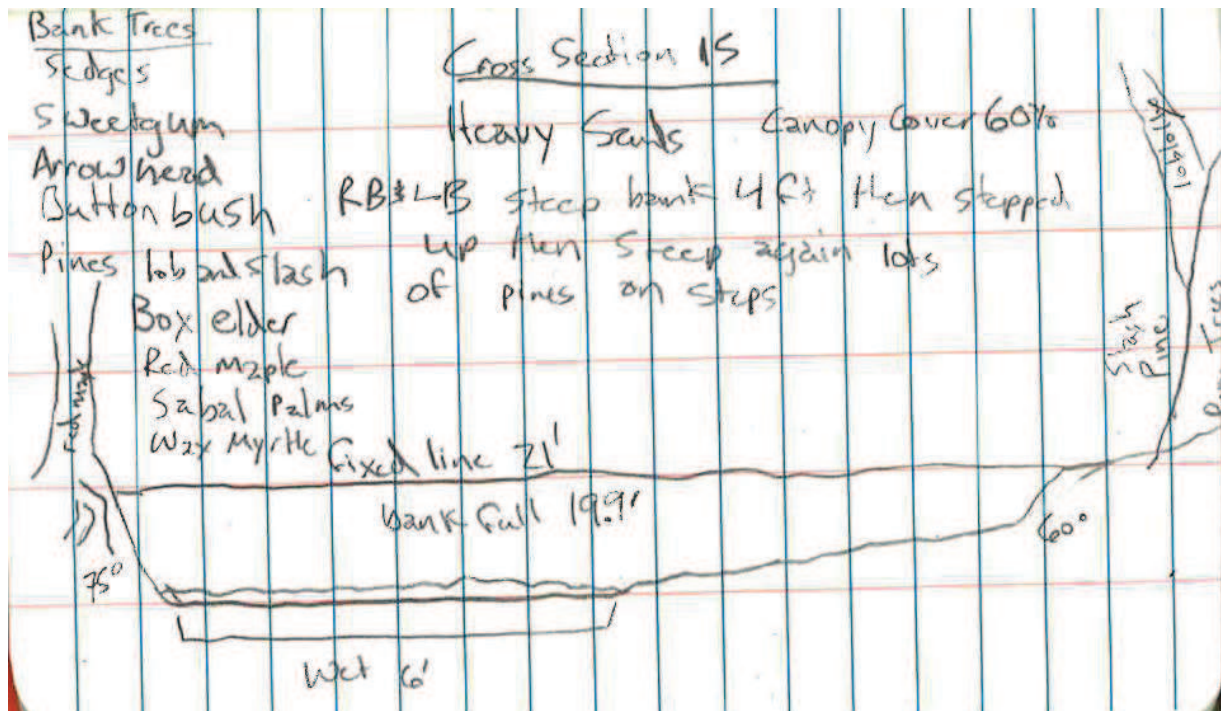 Bank Trees
Sedges
Sweetgum
Arrowhead
Buttonbush
Pines lob and slash
Box elder
Red maple
Sabal Palms
Wax Myrtle
Cross Section 15
Heavy Sands Canopy Cover 60%
RB & LB steep bank 4 ft then stepped
up then steep again lots
of pines on steps
red maple
fixed line 21'
bank full 19.9'
75°
60°
Wet 6'
Loblolly
Slash
Pine
Trees